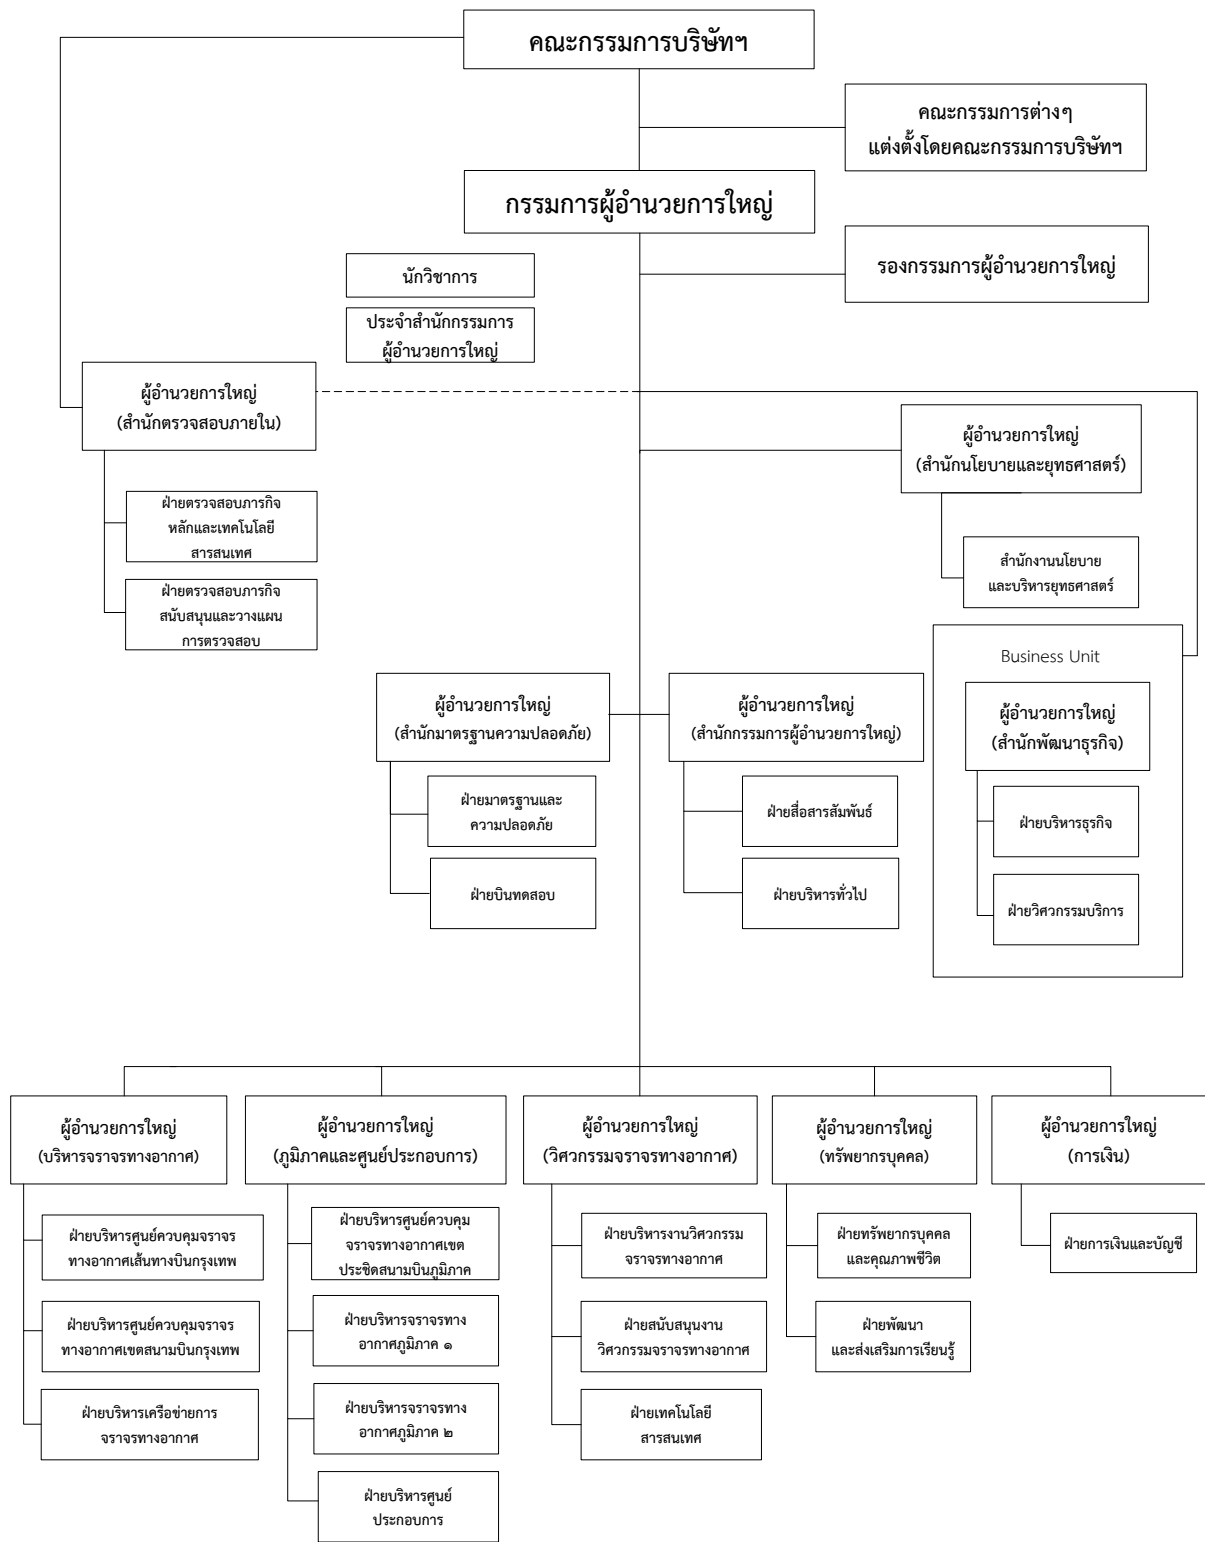 คณะกรรมการบริษัทฯ
คณะกรรมการต่างๆ
แต่งตั้งโดยคณะกรรมการบริษัทฯ
กรรมการผู้อำนวยการใหญ่
รองกรรมการผู้อำนวยการใหญ่
นักวิชาการ
ประจำสำนักกรรมการ
ผู้อำนวยการใหญ่
ผู้อำนวยการใหญ่
(สำนักตรวจสอบภายใน)
ฝ่ายตรวจสอบภารกิจ
หลักและเทคโนโลยี
สารสนเทศ
ฝ่ายตรวจสอบภารกิจ
สนับสนุนและวางแผน
การตรวจสอบ
ผู้อำนวยการใหญ่
(สำนักนโยบายและยุทธศาสตร์)
สำนักงานนโยบาย
และบริหารยุทธศาสตร์
ผู้อำนวยการใหญ่
(สำนักมาตรฐานความปลอดภัย)
ฝ่ายมาตรฐานและ
ความปลอดภัย
ฝ่ายบินทดสอบ
ผู้อำนวยการใหญ่
(สำนักกรรมการผู้อำนวยการใหญ่)
ฝ่ายสื่อสารสัมพันธ์
ฝ่ายบริหารทั่วไป
Business Unit
ผู้อำนวยการใหญ่
(สำนักพัฒนาธุรกิจ)
ฝ่ายบริหารธุรกิจ
ฝ่ายวิศวกรรมบริการ
ผู้อำนวยการใหญ่
(บริหารจราจรทางอากาศ)
ฝ่ายบริหารศูนย์ควบคุมจราจร
ทางอากาศเส้นทางบินกรุงเทพ
ฝ่ายบริหารศูนย์ควบคุมจราจร
ทางอากาศเขตสนามบินกรุงเทพ
ฝ่ายบริหารเครือข่ายการ
จราจรทางอากาศ
ผู้อำนวยการใหญ่
(ภูมิภาคและศูนย์ประกอบการ)
ฝ่ายบริหารศูนย์ควบคุม
จราจรทางอากาศเขต
ประชิดสนามบินภูมิภาค
ฝ่ายบริหารจราจรทาง
อากาศภูมิภาค ๑
ฝ่ายบริหารจราจรทาง
อากาศภูมิภาค ๒
ฝ่ายบริหารศูนย์
ประกอบการ
ผู้อำนวยการใหญ่
(วิศวกรรมจราจรทางอากาศ)
ฝ่ายบริหารงานวิศวกรรม
จราจรทางอากาศ
ฝ่ายสนับสนุนงาน
วิศวกรรมจราจรทางอากาศ
ฝ่ายเทคโนโลยี
สารสนเทศ
ผู้อำนวยการใหญ่
(ทรัพยากรบุคคล)
ฝ่ายทรัพยากรบุคคล
และคุณภาพชีวิต
ฝ่ายพัฒนา
และส่งเสริมการเรียนรู้
ผู้อำนวยการใหญ่
(การเงิน)
ฝ่ายการเงินและบัญชี